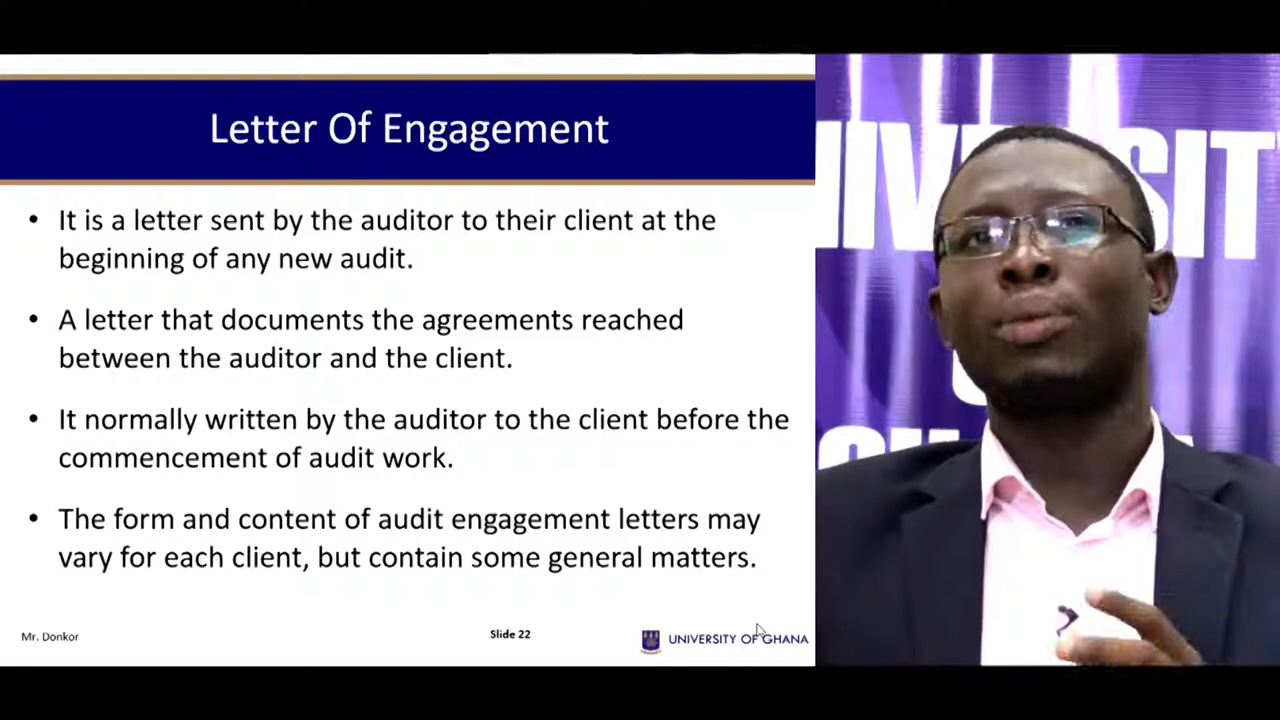 Letter Of Engagement
• It is a letter sent by the auditor to their client at the
beginning of any new audit.
• A letter that documents the agreements reached
between the auditor and the client.
• It normally written by the auditor to the client before the
commencement of audit work.
• The form and content of audit engagement letters may
vary for each client, but contain some general matters.
Mr. Donkor
Slide 22
UNIVERSITY OF GHANA